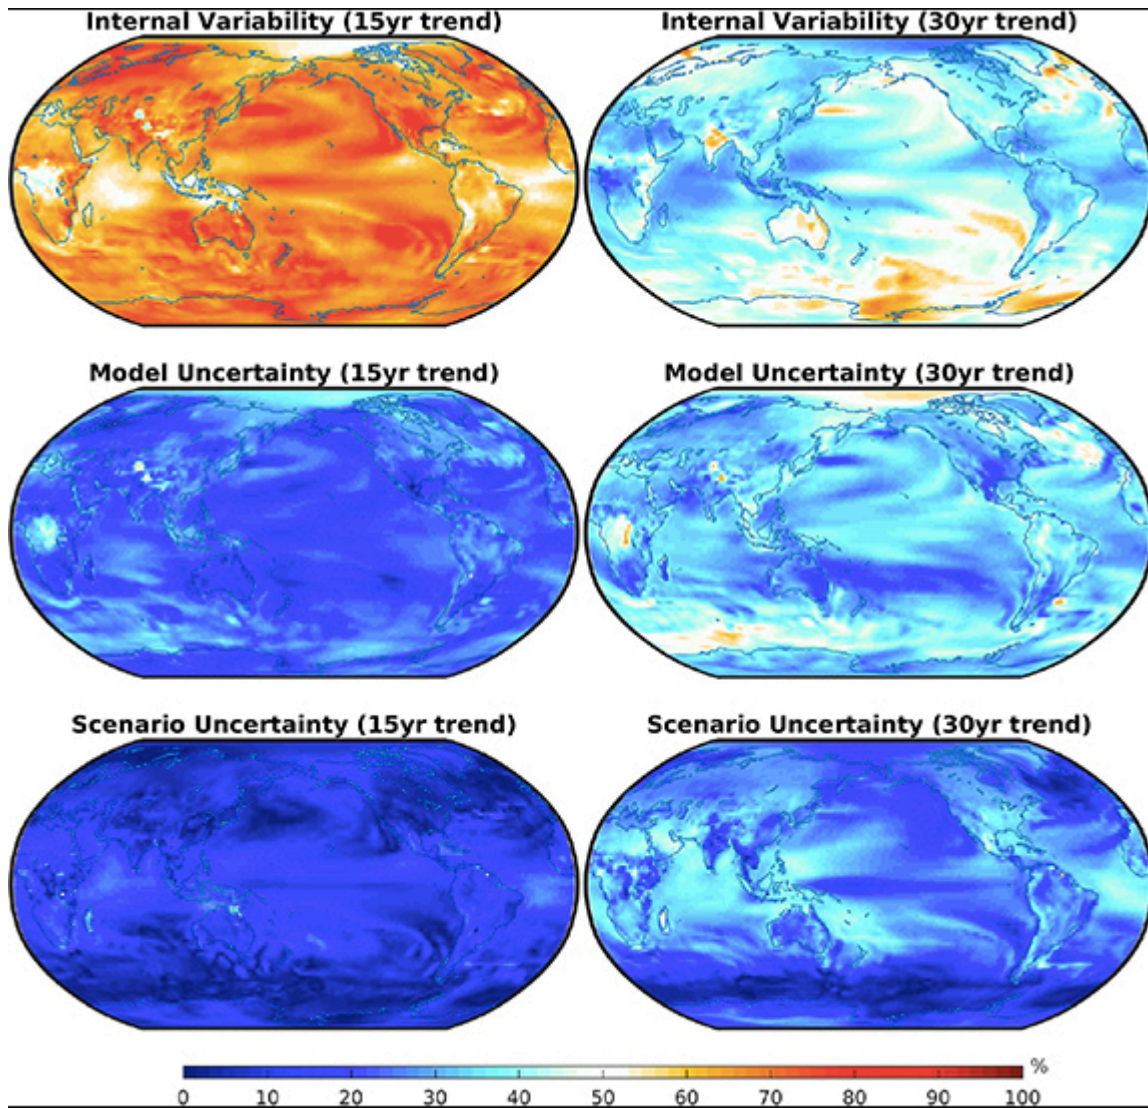 Internal Variability (15yr trend)
Internal Variability (30yr trend)
Model Uncertainty (15yr trend)
Model Uncertainty (30yr trend)
Scenario Uncertainty (15yr trend)
Scenario Uncertainty (30yr trend)
%
0 10 20 30 40 50 60 70 80 90 100